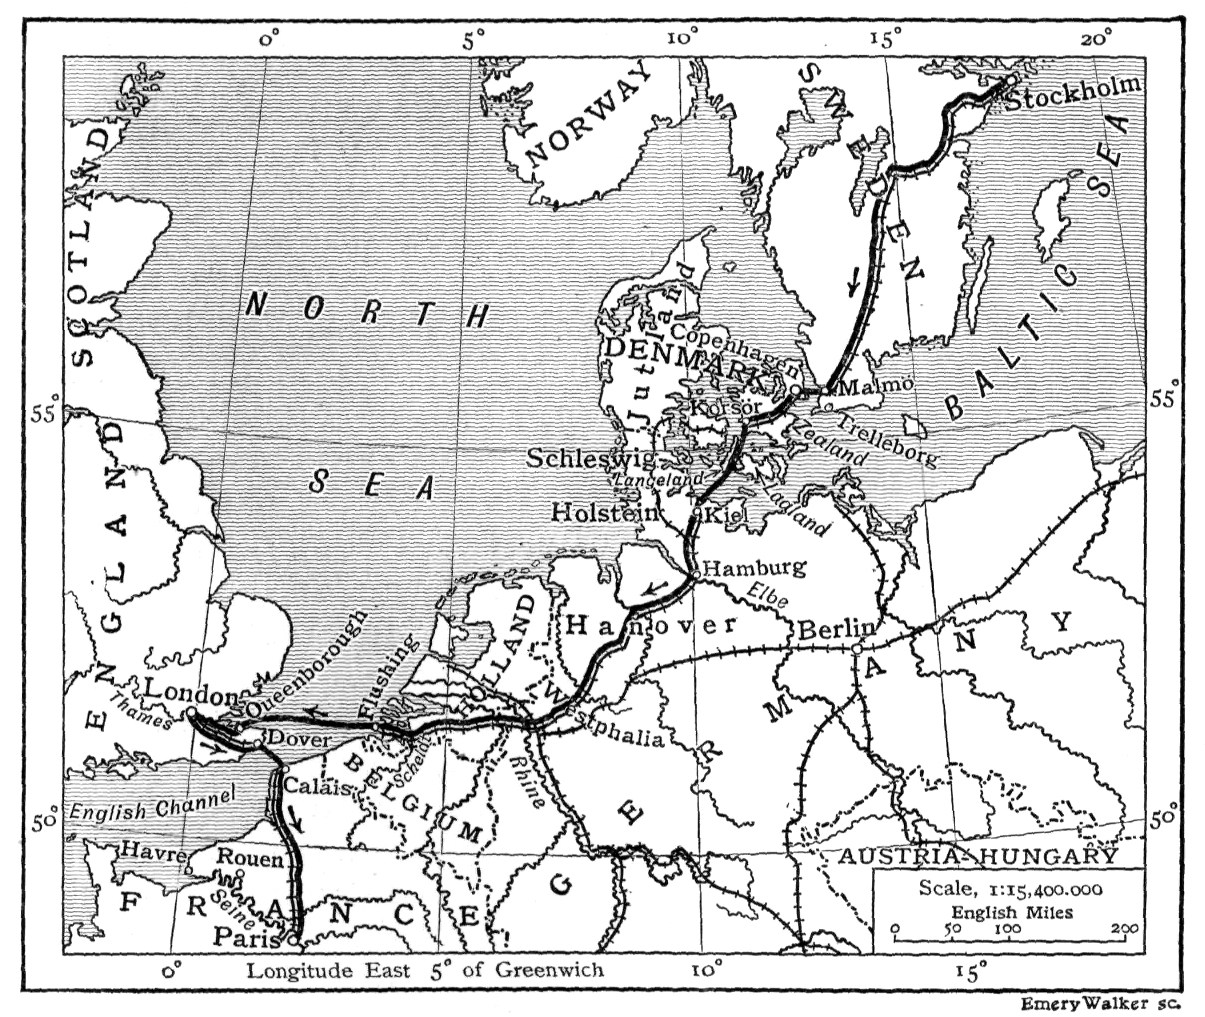 0° 5° 10° 15° 20°
Stockholm
NORWAY
SWEDEN
SCOTLAND
BALTIC SEA
NORTH
SEA
Jutland
Copenhagen
DENMARK
Malmö
Korsör
Trelleborg
Zealand
55°
55°
Schleswig
Langeland
Laaland
Holstein
Kiel
ENGLAND
Hamburg
Elbe
Hanover
HOLLAND
Berlin
GERMANY
Queenborough
Flushing
London
Thames
Westphalia
Dover
BELGIUM
Scheldt
Rhine
Calais
English Channel
50°
50°
Havre
Rouen
AUSTRIA-HUNGARY
Seine
FRANCE
Paris
Scale, 1:15,400.000
English Miles
0 50 100 200
0° Longitude East 5° of Greenwich 10° 15°
Emery Walker sc.